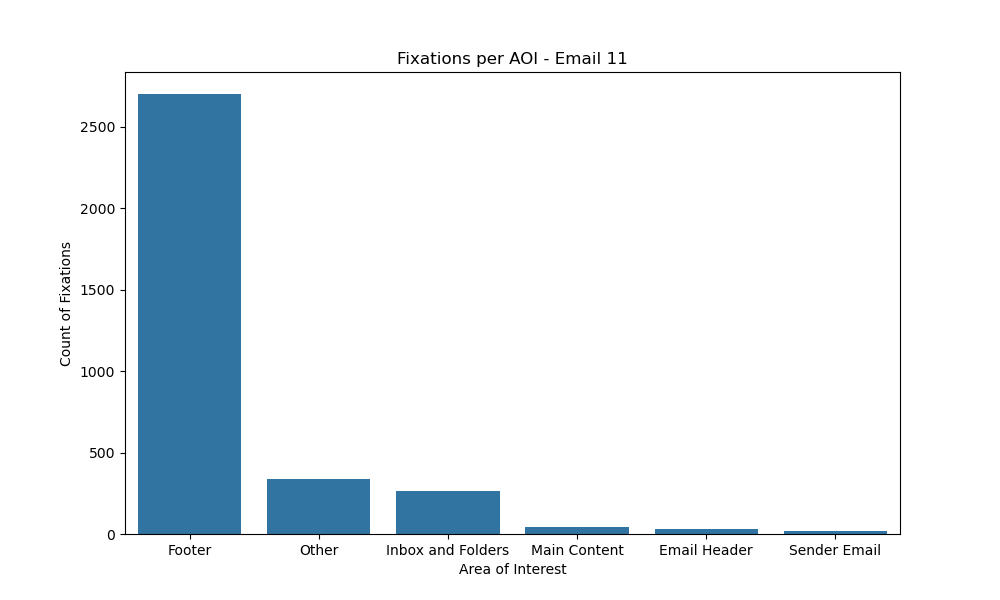 Fixations per AOI - Email 11
Count of Fixations
2500
2000
1500
1000
500
0
Footer
Other
Inbox and Folders
Main Content
Email Header
Sender Email
Area of Interest